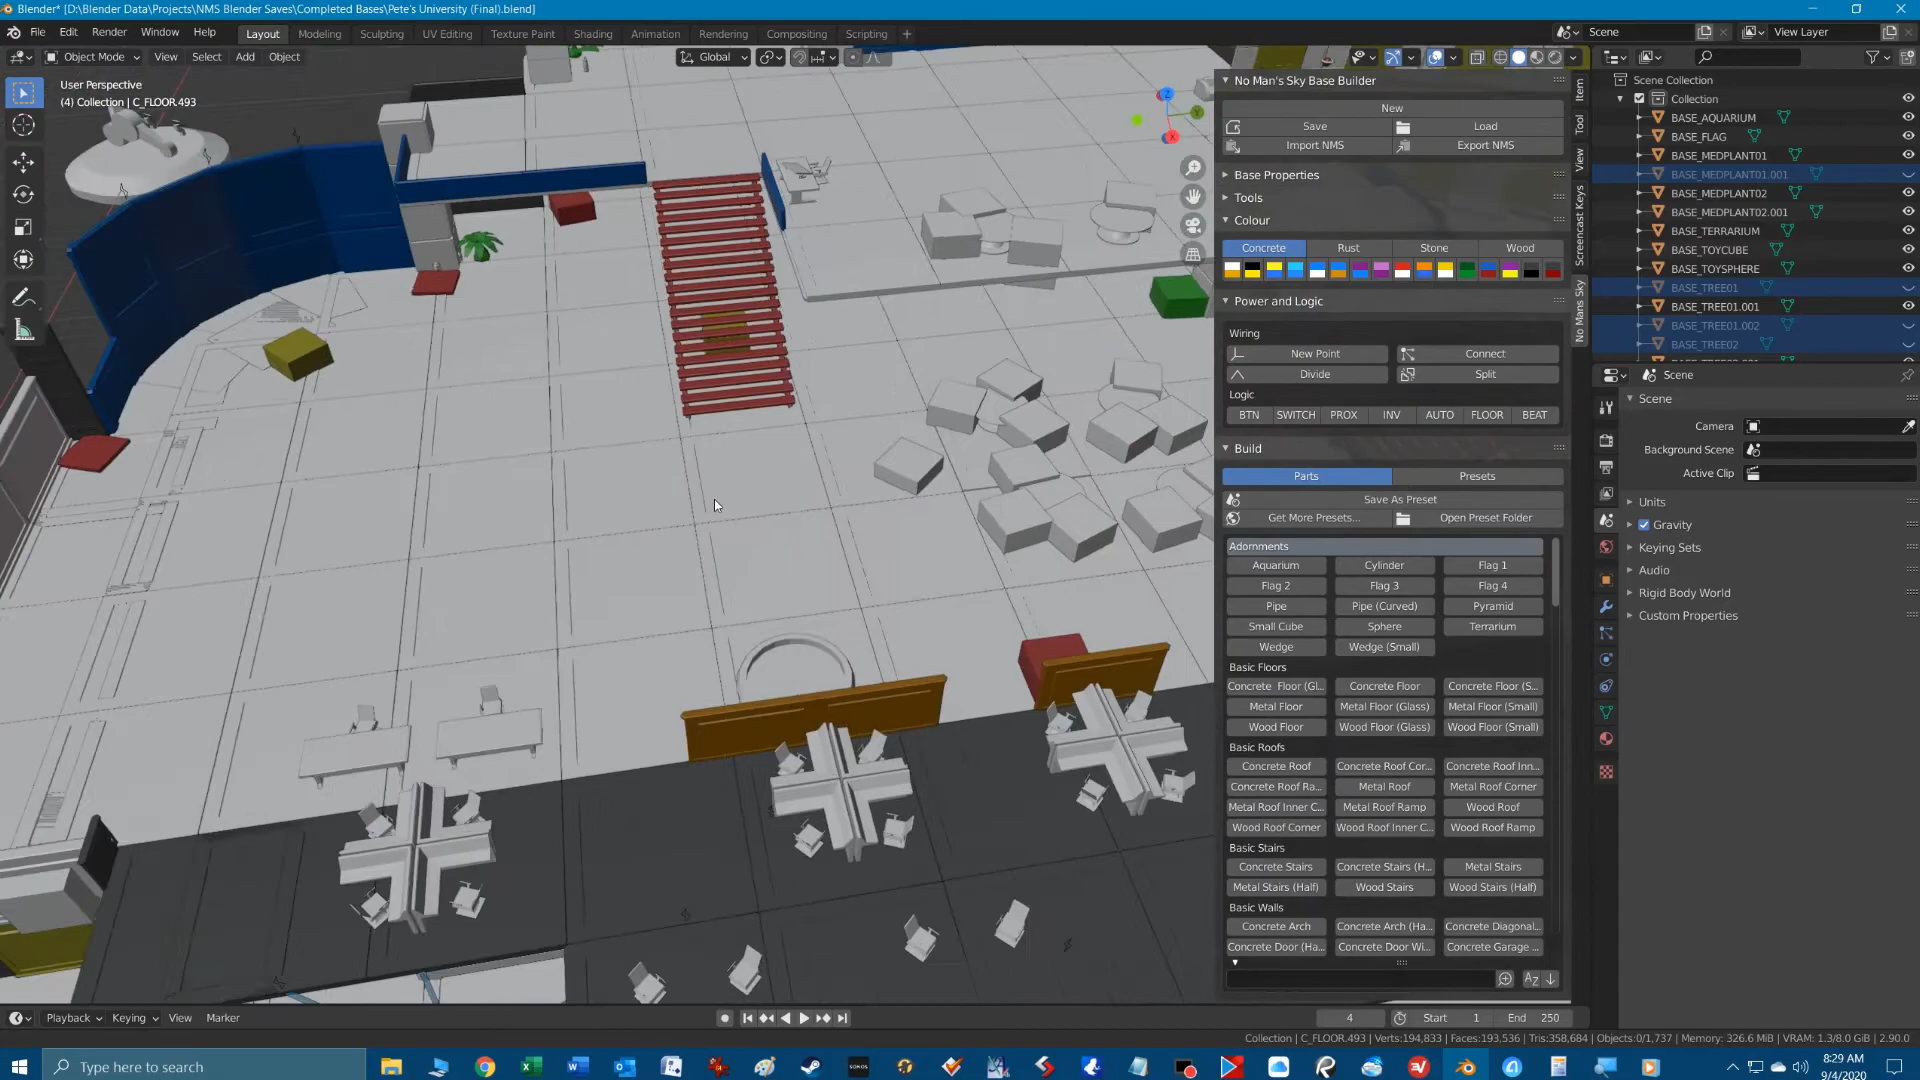 Blender* [D:\Blender Data\Projects\NMS Blender Saves\Completed Bases\Pete's University (Final).blend]
File Edit Render Window Help
Layout Modeling Sculpting UV Editing Texture Paint Shading Animation Rendering Compositing Scripting
Scene
View Layer
Object Mode View Select Add Object
Global
User Perspective
(4) Collection | C_FLOOR.493
No Man's Sky Base Builder
New
Save Load
Import NMS Export NMS
Base Properties
Tools
Colour
Concrete Rust Stone Wood
Power and Logic
Wiring
New Point Connect
Divide Split
Logic
BTN SWITCH PROX INV AUTO FLOOR BEAT
Build
Parts Presets
Save As Preset
Get More Presets... Open Preset Folder
Adornments
Aquarium Cylinder Flag 1
Flag 2 Flag 3 Flag 4
Pipe Pipe (Curved) Pyramid
Small Cube Sphere Terrarium
Wedge Wedge (Small)
Basic Floors
Concrete Floor (Gl... Concrete Floor Concrete Floor (S...
Metal Floor Metal Floor (Glass) Metal Floor (Small)
Wood Floor Wood Floor (Glass) Wood Floor (Small)
Basic Roofs
Concrete Roof Concrete Roof Cor... Concrete Roof Inn...
Concrete Roof Ra... Metal Roof Metal Roof Corner
Metal Roof Inner C... Metal Roof Ramp Wood Roof
Wood Roof Corner Wood Roof Inner C... Wood Roof Ramp
Basic Stairs
Concrete Stairs Concrete Stairs (H... Metal Stairs
Metal Stairs (Half) Wood Stairs Wood Stairs (Half)
Basic Walls
Concrete Arch Concrete Arch (Ha... Concrete Diagonal...
Concrete Door (Ha... Concrete Door Wi... Concrete Garage ...
Item
Tool
View
Screencast Keys
No Mans Sky
Scene Collection
Collection
BASE_AQUARIUM
BASE_FLAG
BASE_MEDPLANT01
BASE_MEDPLANT01.001
BASE_MEDPLANT02
BASE_MEDPLANT02.001
BASE_TERRARIUM
BASE_TOYCUBE
BASE_TOYSPHERE
BASE_TREE01
BASE_TREE01.001
BASE_TREE01.002
BASE_TREE02
Scene
Scene
Camera
Background Scene
Active Clip
Units
Gravity
Keying Sets
Audio
Rigid Body World
Custom Properties
Playback Keying View Marker
4 Start 1 End 250
Collection | C_FLOOR.493 | Verts:194,833 | Faces:193,536 | Tris:358,684 | Objects:0/1,737 | Memory: 326.6 MiB | VRAM: 1.3/8.0 GiB | 2.90.0
Type here to search
SONOS
8:29 AM
9/4/2020